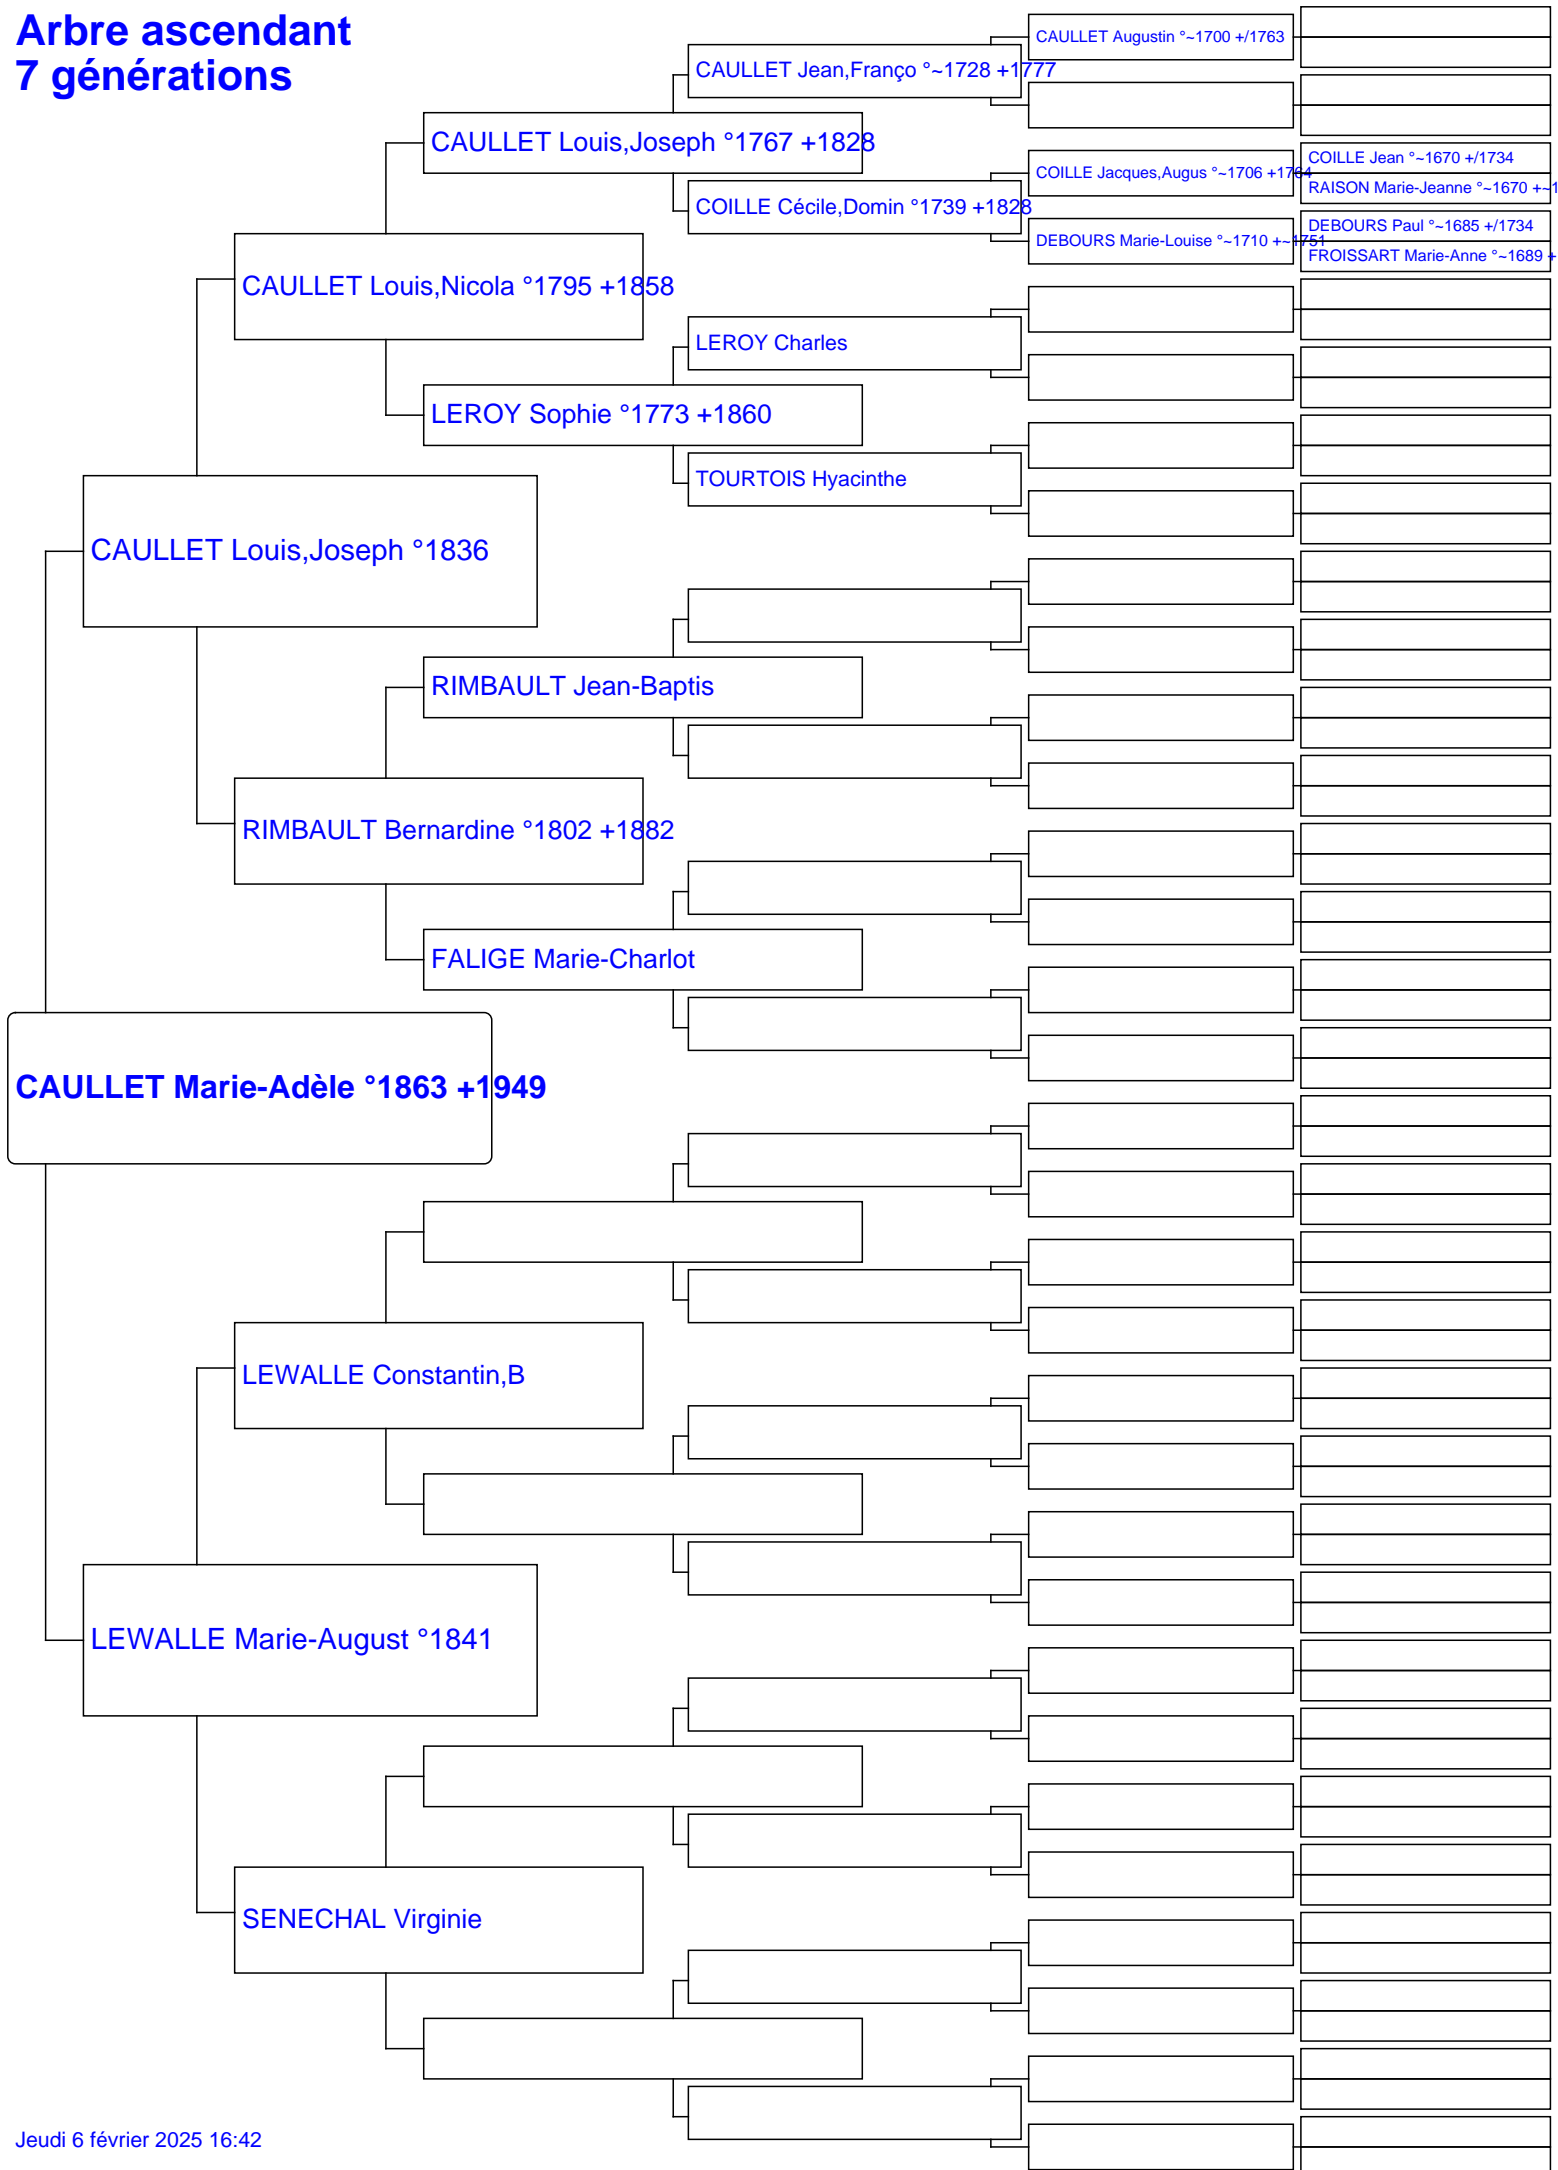 Arbre ascendant
7 générations
CAULLET Augustin °~1700 +/1763
CAULLET Jean,Franço °~1728 +1777
CAULLET Louis,Joseph °1767 +1828
COILLE Jean °~1670 +/1734
COILLE Jacques,Augus °~1706 +1764
RAISON Marie-Jeanne °~1670 +~1
COILLE Cécile,Domin °1739 +1828
DEBOURS Paul °~1685 +/1734
DEBOURS Marie-Louise °~1710 +~1751
FROISSART Marie-Anne °~1689 +
CAULLET Louis,Nicola °1795 +1858
LEROY Charles
LEROY Sophie °1773 +1860
TOURTOIS Hyacinthe
CAULLET Louis,Joseph °1836
RIMBAULT Jean-Baptis
RIMBAULT Bernardine °1802 +1882
FALIGE Marie-Charlot
CAULLET Marie-Adèle °1863 +1949
LEWALLE Constantin,B
LEWALLE Marie-August °1841
SENECHAL Virginie
Jeudi 6 février 2025 16:42